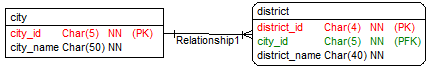 city
city_id Char(5) NN (PK)
city_name Char(50) NN
Relationship1
district
district_id Char(4) NN (PK)
city_id Char(5) NN (PFK)
district_name Char(40) NN